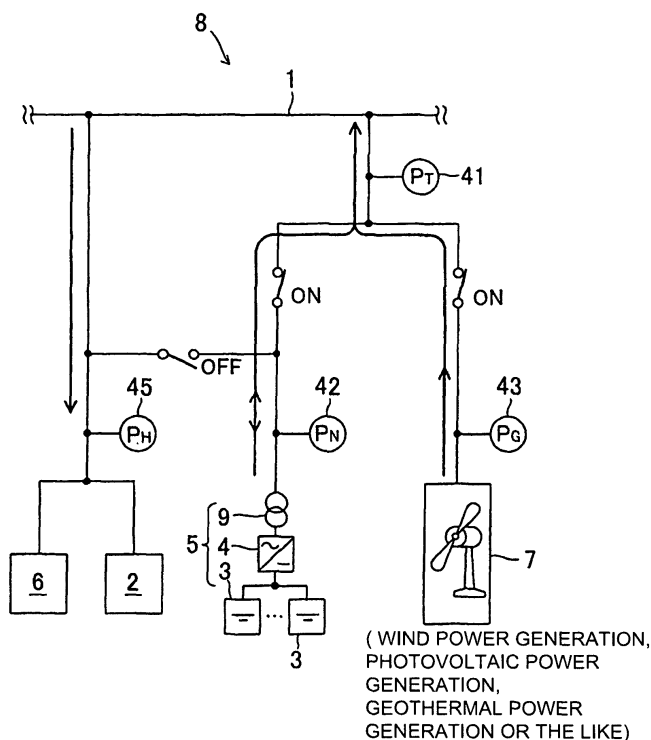 8
1
PT 41
ON
ON
OFF
45
42
43
P.H
PN
PG
9
5
4
3
6
2
7
...
3
( WIND POWER GENERATION,
PHOTOVOLTAIC POWER
GENERATION,
GEOTHERMAL POWER
GENERATION OR THE LIKE)